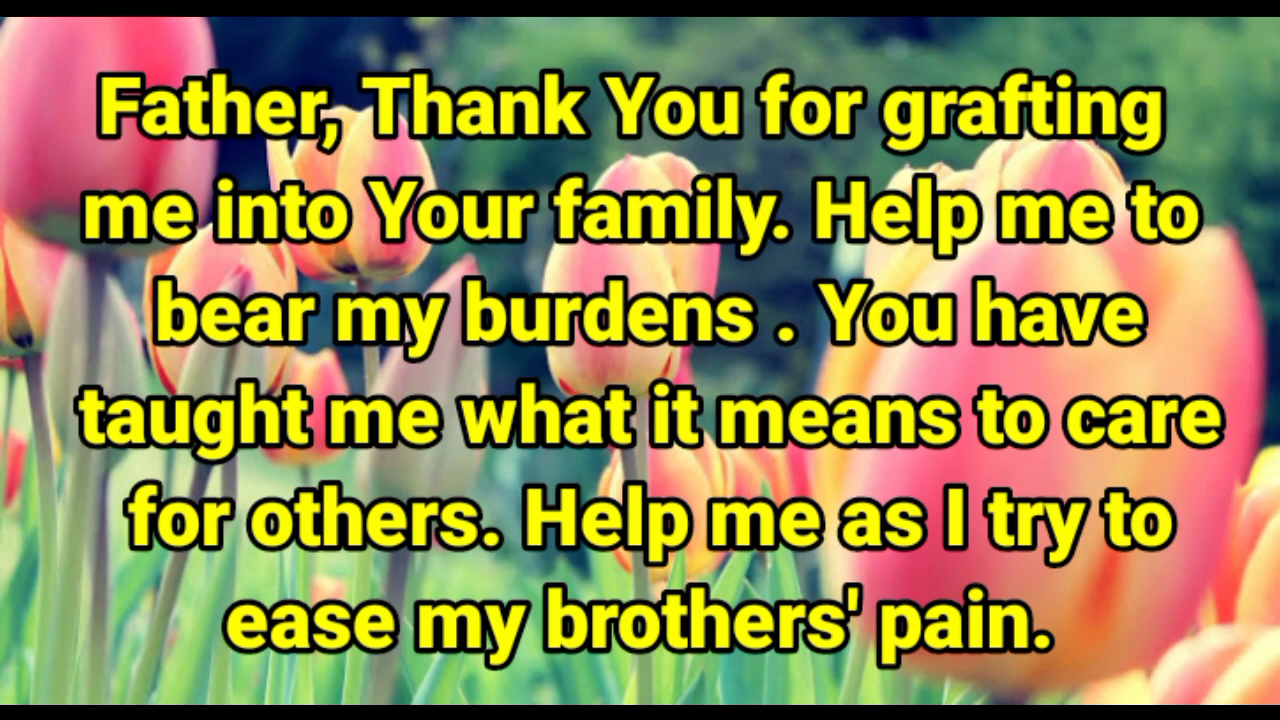 Father, Thank You for grafting
me into Your family. Help me to
bear my burdens . You have
taught me what it means to care
for others. Help me as I try to
ease my brothers' pain.